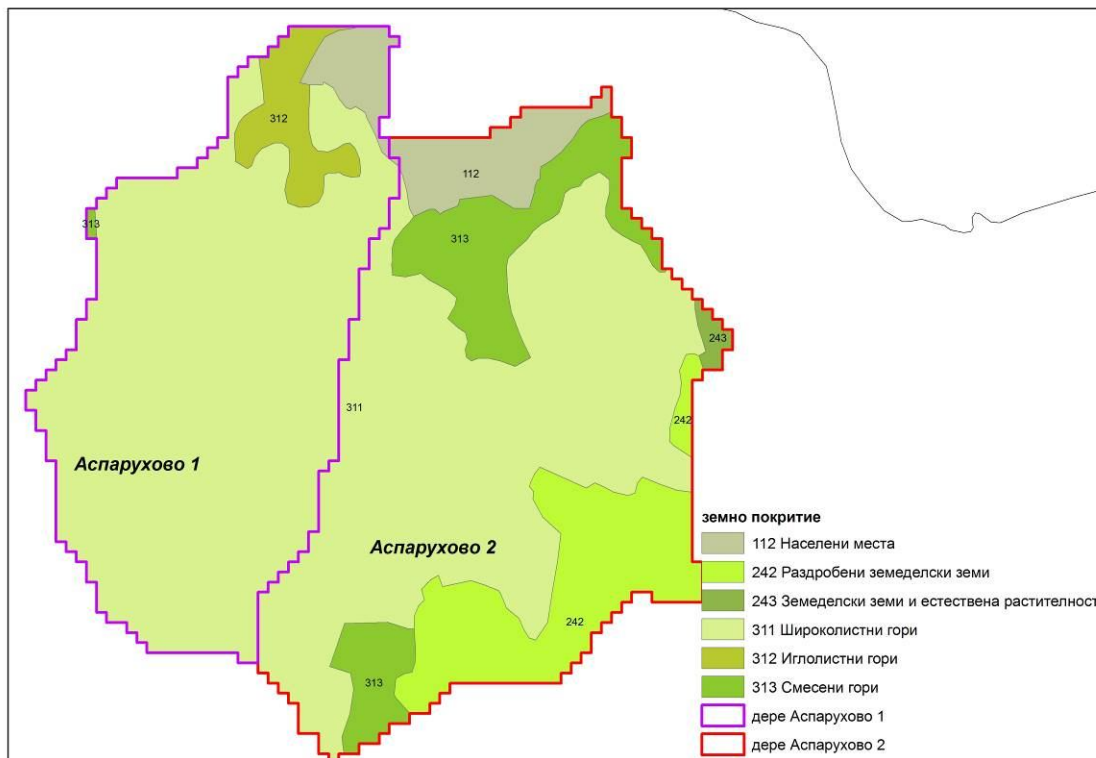 312
112
313
313
243
311
242
Аспарухово 1
земно покритие
112 Населени места
Аспарухово 2
242 Раздробени земеделски земи
243 Земеделски земи и естествена растителност
242
311 Широколистни гори
312 Иглолистни гори
313
313 Смесени гори
дере Аспарухово 1
дере Аспарухово 2